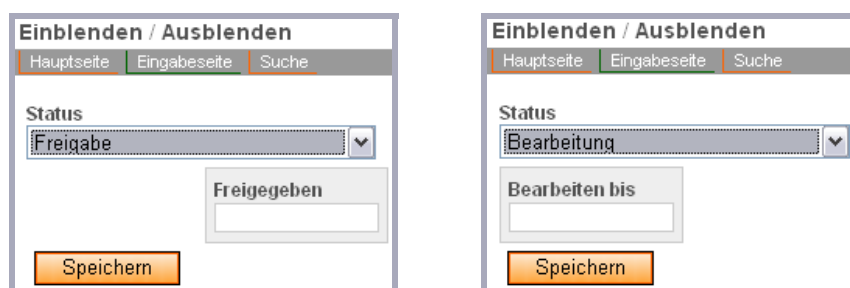 Einblenden / Ausblenden
Hauptseite Eingabeseite Suche
Status
Freigabe
Freigegeben
Speichern
Einblenden / Ausblenden
Hauptseite Eingabeseite Suche
Status
Bearbeitung
Bearbeiten bis
Speichern